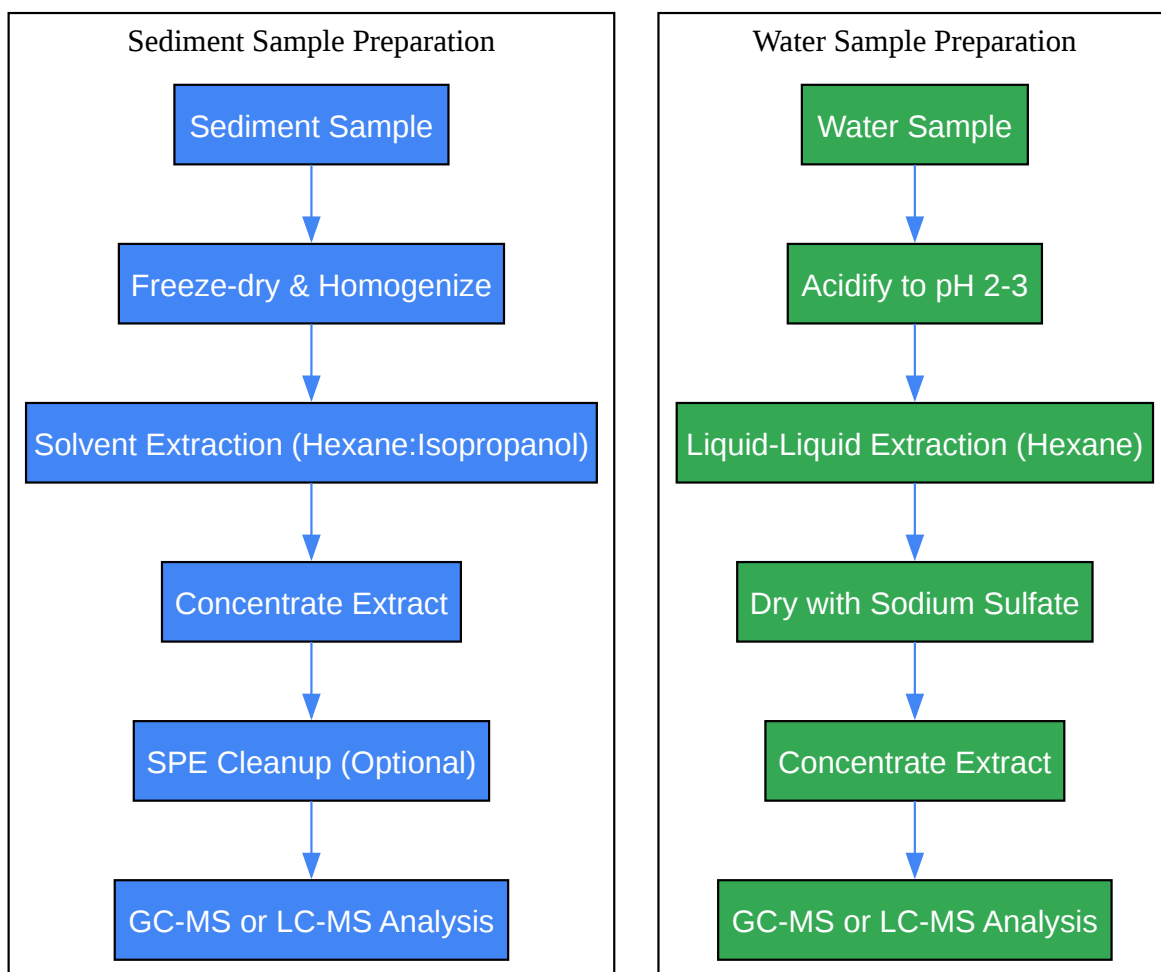 Sediment Sample Preparation
Sediment Sample
Freeze-dry & Homogenize
Solvent Extraction (Hexane:Isopropanol)
Concentrate Extract
SPE Cleanup (Optional)
GC-MS or LC-MS Analysis
Water Sample Preparation
Water Sample
Acidify to pH 2-3
Liquid-Liquid Extraction (Hexane)
Dry with Sodium Sulfate
Concentrate Extract
GC-MS or LC-MS Analysis